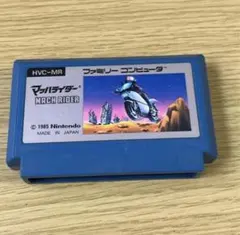 HVC-MR
ファミリー コンピュータ
マッハライダー
MACH RIDER
© 1985 Nintendo
MADE IN JAPAN